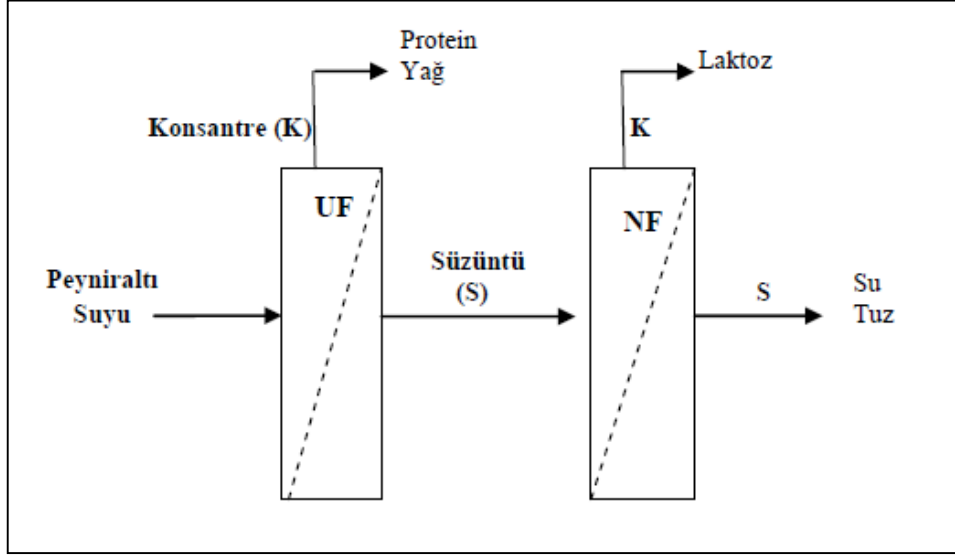 Protein
Yağ
Laktoz
Konsantre (K)
K
UF
NF
Peyniraltı
Suyu
Süzüntü
(S)
S
Su
Tuz